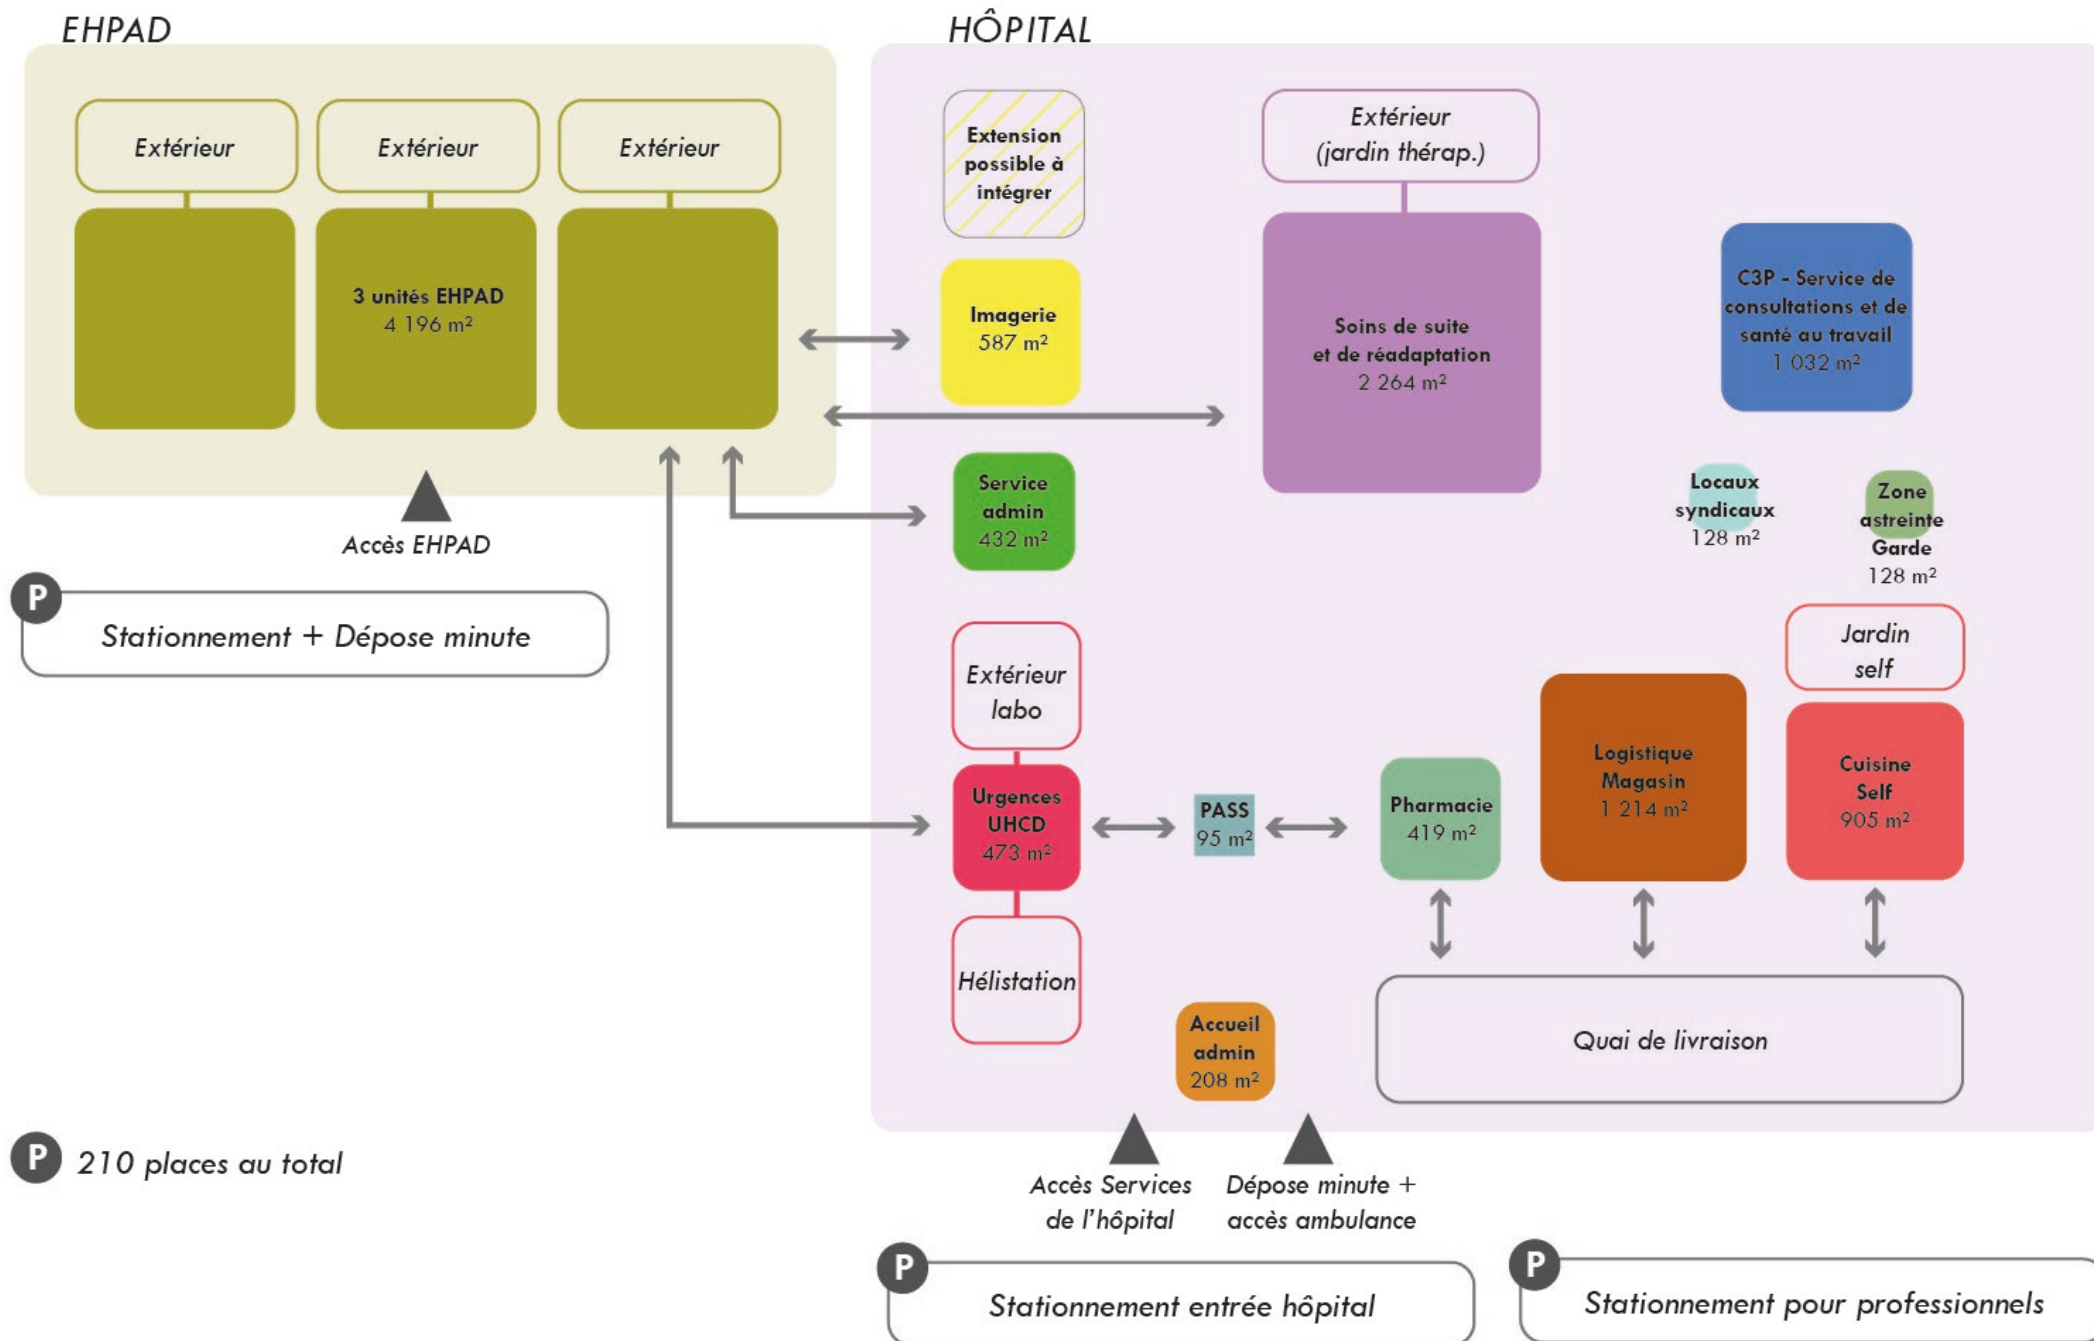 EHPAD
Extérieur
Extérieur
Extérieur
3 unités EHPAD
4 196 m²
Accès EHPAD
P
Stationnement + Dépose minute
P
210 places au total
HÔPITAL
Extension
possible à
intégrer
Imagerie
587 m²
Service
admin
432 m²
Extérieur
labo
Urgences
UHCD
473 m²
Hélistation
PASS
95 m²
Extérieur
(jardin thérap.)
Soins de suite
et de réadaptation
2 264 m²
C3P - Service de
consultations et de
santé au travail
1 032 m²
Locaux
syndicaux
128 m²
Zone
astreinte
Garde
128 m²
Jardin
self
Pharmacie
419 m²
Logistique
Magasin
1 214 m²
Cuisine
Self
905 m²
Quai de livraison
Accueil
admin
208 m²
Accès Services
de l'hôpital
Dépose minute +
accès ambulance
P
Stationnement entrée hôpital
P
Stationnement pour professionnels